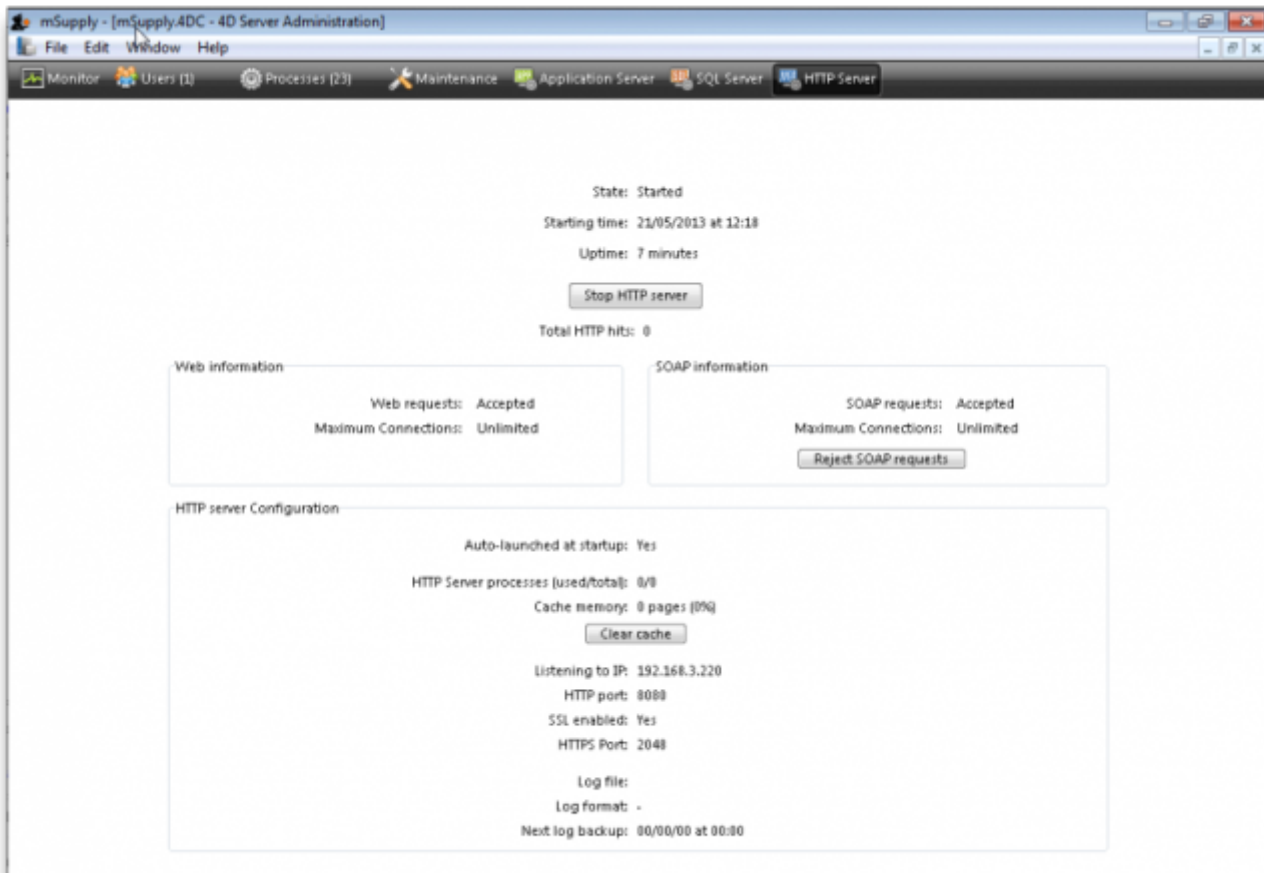 mSupply - [mSupply.4DC - 4D Server Administration]
File Edit Window Help
Monitor Users (1) Processes (23) Maintenance Application Server SQL Server HTTP Server
State: Started
Starting time: 21/05/2013 at 12:18
Uptime: 7 minutes
Stop HTTP server
Total HTTP hits: 0
Web information
Web requests: Accepted
Maximum Connections: Unlimited
SOAP information
SOAP requests: Accepted
Maximum Connections: Unlimited
Reject SOAP requests
HTTP server Configuration
Auto-launched at startup: Yes
HTTP Server processes (used/total): 0/0
Cache memory: 0 pages (0%)
Clear cache
Listening to IP: 192.168.3.220
HTTP port: 8080
SSL enabled: Yes
HTTPS Port: 2048
Log file:
Log format: -
Next log backup: 00/00/00 at 00:00